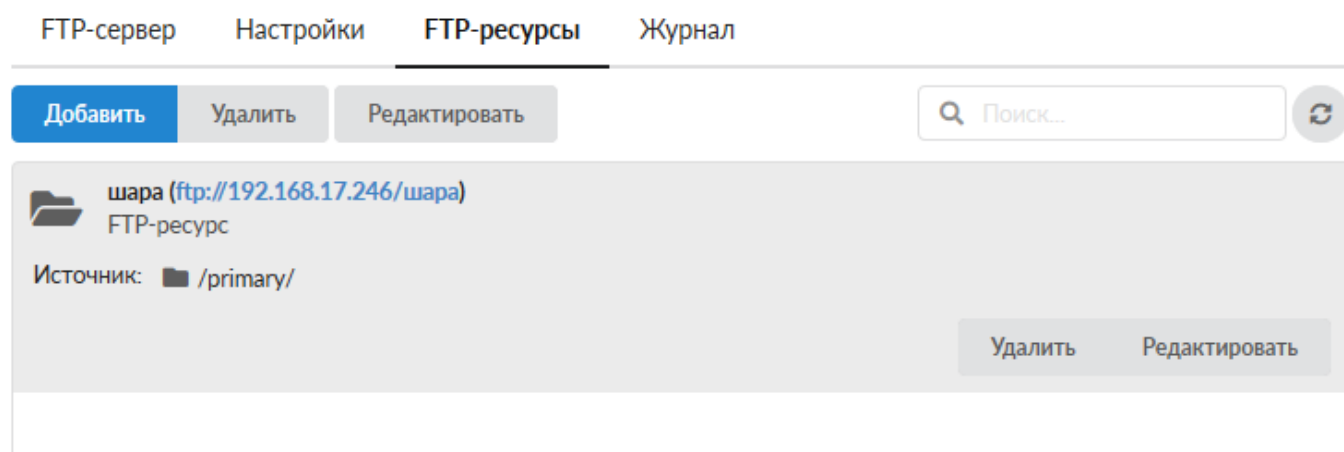 FTP-сервер Настройки FTP-ресурсы Журнал
Добавить Удалить Редактировать Поиск...
шара (ftp://192.168.17.246/шара)
FTP-ресурс
Источник: /primary/
Удалить Редактировать